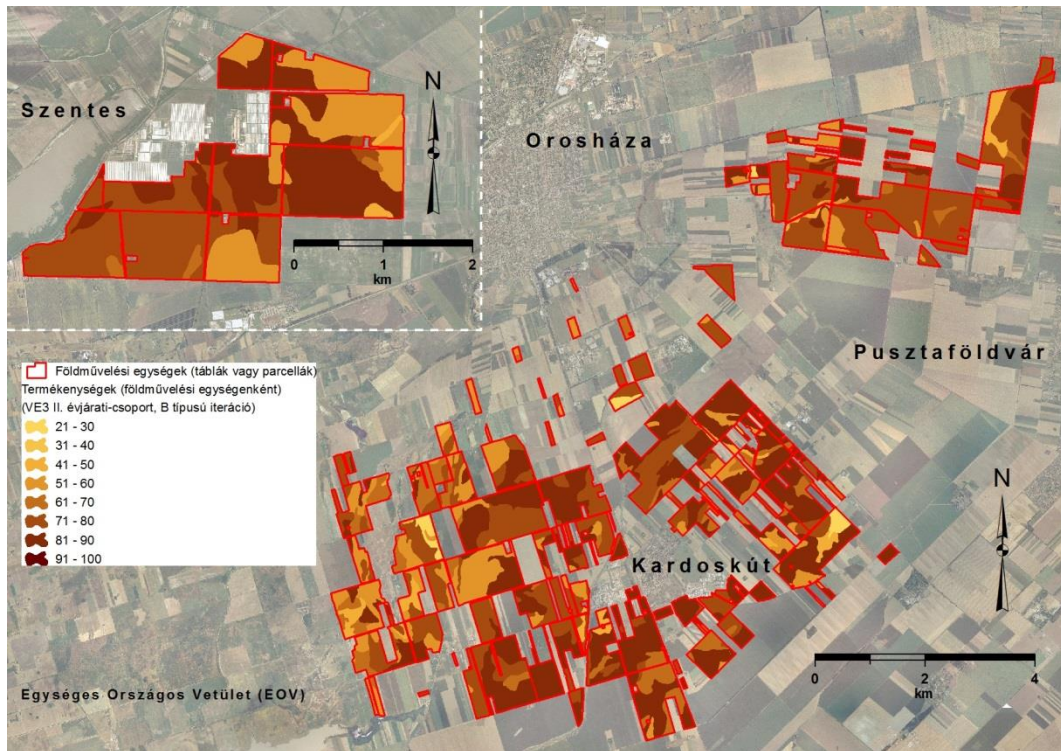 Szentes
N
0 1 2
km
Orosháza
Pusztaföldvár
Kardoskút
Földművelési egységek (táblák vagy parcellák)
Termékenységek (földművelési egységenként)
(VE3 II. évjárati-csoport, B típusú iteráció)
21 - 30
31 - 40
41 - 50
51 - 60
61 - 70
71 - 80
81 - 90
91 - 100
N
0 2 4
km
Egységes Országos Vetület (EOV)